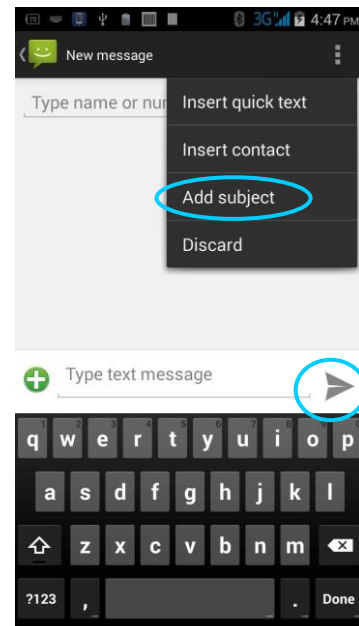 3G 4:47 PM
New message
Type name or nur
Insert quick text
Insert contact
Add subject
Discard
Type text message
q w e r t y u i o p
a s d f g h j k l
z x c v b n m
?123 , . Done